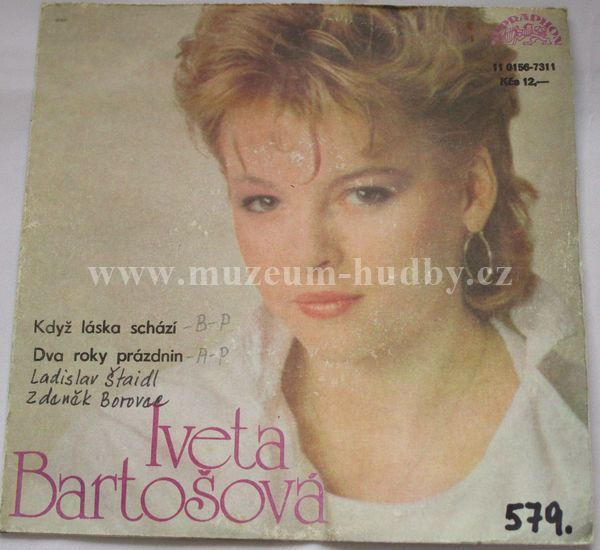 SUPRAPHON
11 0156-7311
Kčs 12,—
www.muzeum-hudby.cz
Když láska schází -B-P
Dva roky prázdnin -A-P
Ladislav Štaidl
Zdeněk Borovec
Iveta
Bartošová
579.